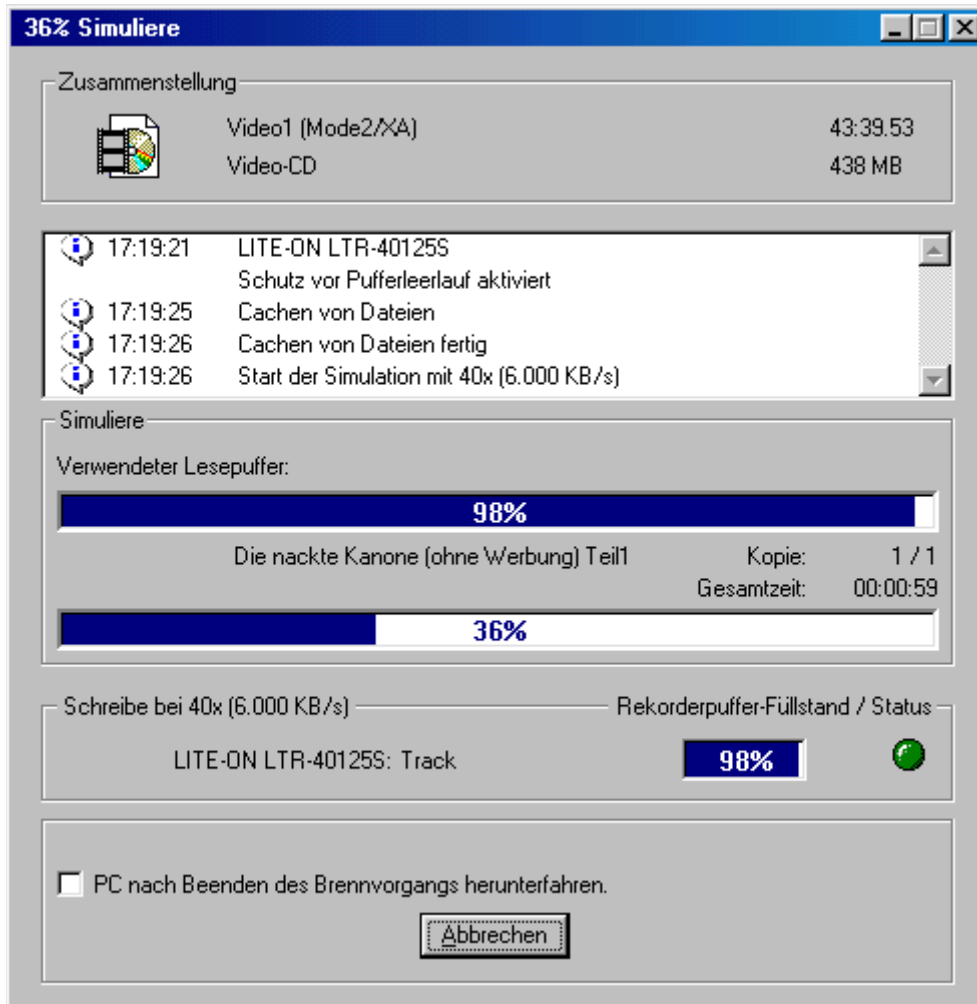 36% Simuliere
Zusammenstellung
Video1 (Mode2/XA) 43:39.53
Video-CD 438 MB
17:19:21 LITE-ON LTR-40125S
Schutz vor Pufferleerlauf aktiviert
17:19:25 Cachen von Dateien
17:19:26 Cachen von Dateien fertig
17:19:26 Start der Simulation mit 40x (6.000 KB/s)
Simuliere
Verwendeter Lesepuffer:
98%
Die nackte Kanone (ohne Werbung) Teil1 Kopie: 1 / 1
Gesamtzeit: 00:00:59
36%
Schreibe bei 40x (6.000 KB/s) Rekorderpuffer-Füllstand / Status
LITE-ON LTR-40125S: Track 98%
PC nach Beenden des Brennvorgangs herunterfahren.
Abbrechen